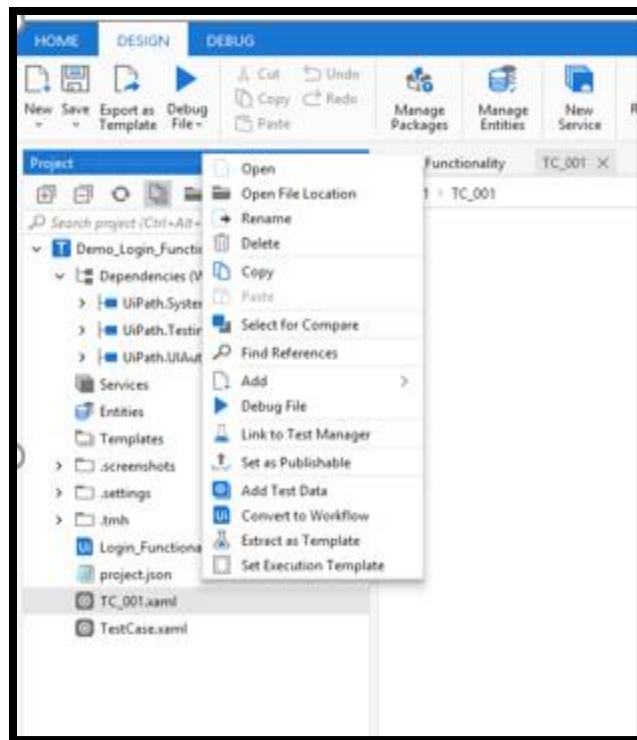 HOME DESIGN DEBUG
New Save Export as Template Debug File Cut Copy Paste Undo Redo Manage Packages Manage Entities New Service R
Project
Functionality TC_001
1 > TC_001
Search project (Ctrl+Alt+
Demo_Login_Functi
Dependencies (W
UiPath.System
UiPath.Testin
UiPath.UIAut
Services
Entities
Templates
.screenshots
.settings
.tmh
Login_Functiona
project.json
TC_001.xaml
TestCase.xaml
Open
Open File Location
Rename
Delete
Copy
Paste
Select for Compare
Find References
Add
Debug File
Link to Test Manager
Set as Publishable
Add Test Data
Convert to Workflow
Extract as Template
Set Execution Template